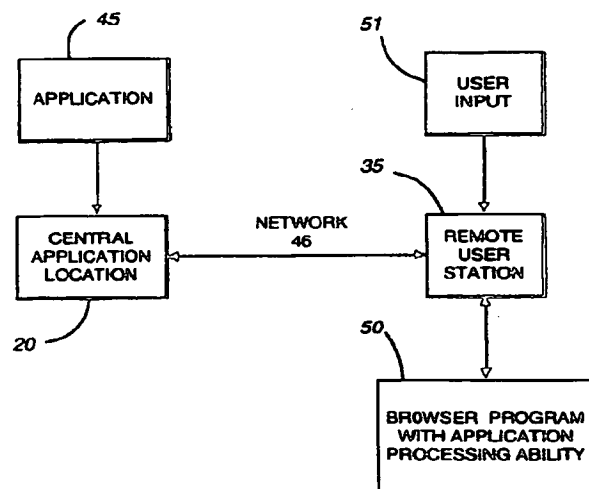 45
APPLICATION
51
USER
INPUT
CENTRAL
APPLICATION
LOCATION
20
NETWORK
46
35
REMOTE
USER
STATION
50
BROWSER PROGRAM
WITH APPLICATION
PROCESSING ABILITY